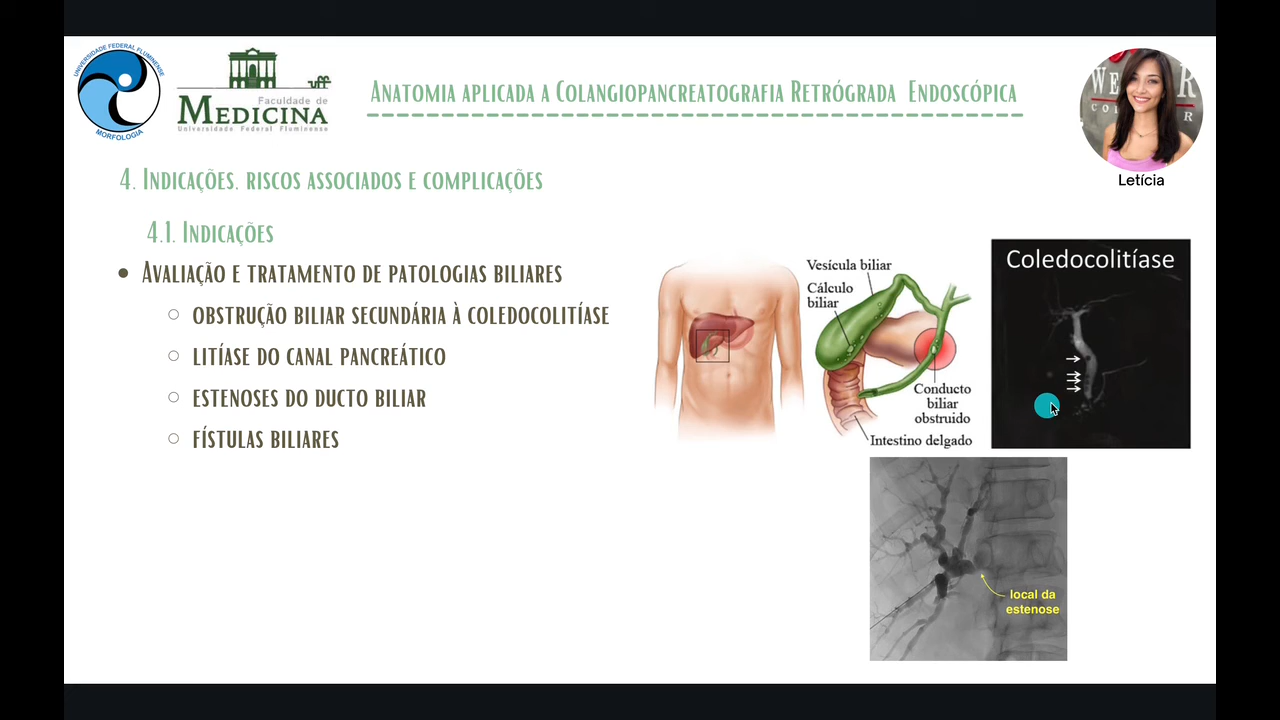 UNIVERSIDADE FEDERAL FLUMINENSE
MORFOLOGIA
uff
Faculdade de
MEDICINA
Universidade Federal Fluminense
Anatomia aplicada a Colangiopancreatografia Retrógrada Endoscópica
Letícia
4. Indicações, riscos associados e complicações
4.1. Indicações
• Avaliação e tratamento de patologias biliares
○ obstrução biliar secundária à coledocolitíase
○ litíase do canal pancreático
○ estenoses do ducto biliar
○ fístulas biliares
Vesícula biliar
Cálculo
biliar
Conducto
biliar
obstruido
Intestino delgado
Coledocolitíase
local da
estenose